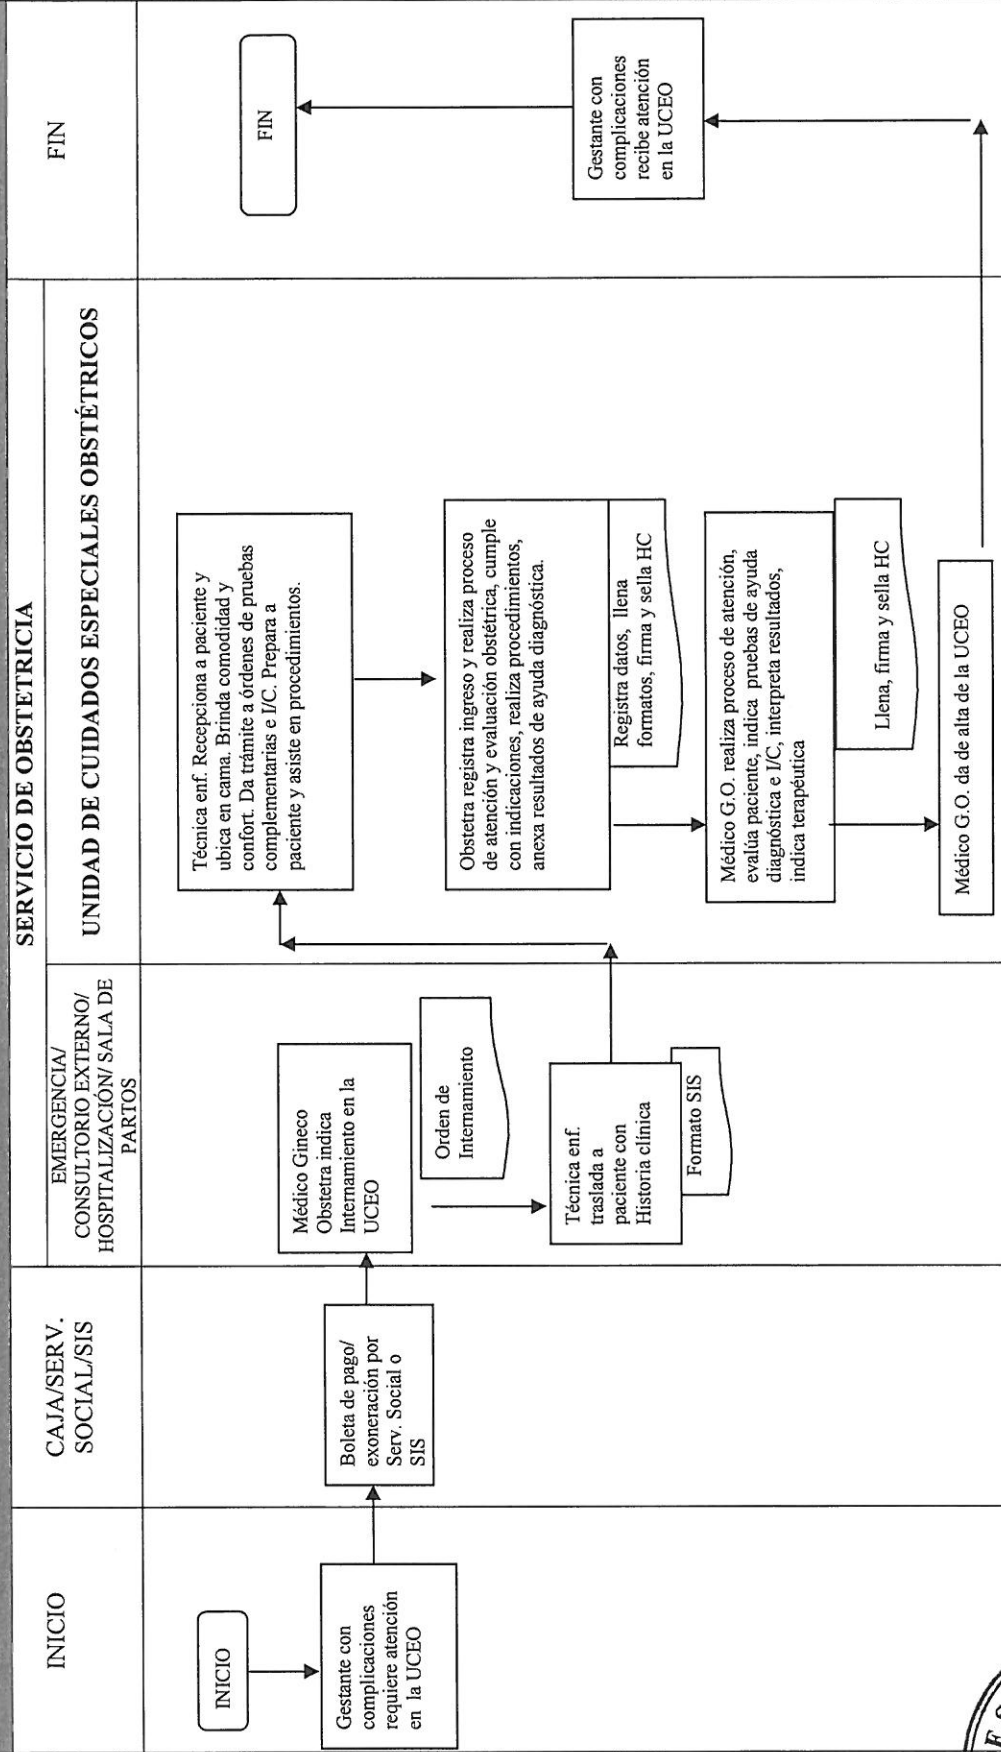 SERVICIO DE OBSTETRICIA
INICIO
CAJA/SERV.
SOCIAL/SIS
EMERGENCIA/
CONSULTORIO EXTERNO/
HOSPITALIZACIÓN/ SALA DE
PARTOS
UNIDAD DE CUIDADOS ESPECIALES OBSTÉTRICOS
FIN
INICIO
Gestante con
complicaciones
requiere atención
en la UCEO
Boleta de pago/
exoneración por
Serv. Social o
SIS
Médico Gineco
Obstetra indica
Internamiento en la
UCEO
Orden de
Internamiento
Técnica enf.
traslada a
paciente con
Historia clínica
Formato SIS
Técnica enf. Recepciona a paciente y
ubica en cama. Brinda comodidad y
confort. Da trámite a órdenes de pruebas
complementarias e I/C. Prepara a
paciente y asiste en procedimientos.
Obstetra registra ingreso y realiza proceso
de atención y evaluación obstétrica, cumple
con indicaciones, realiza procedimientos,
anexa resultados de ayuda diagnóstica.
Registra datos, llena
formatos, firma y sella HC
Médico G.O. realiza proceso de atención,
evalúa paciente, indica pruebas de ayuda
diagnóstica e I/C, interpreta resultados,
indica terapéutica
Llena, firma y sella HC
Médico G.O. da de alta de la UCEO
Gestante con
complicaciones
recibe atención
en la UCEO
FIN